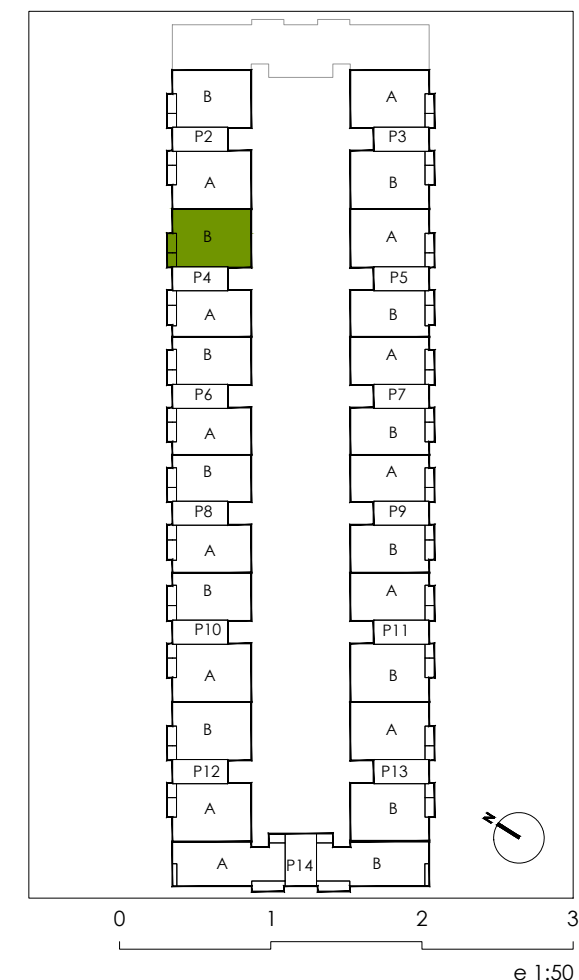 B A
P2 P3
A B
B A
P4 P5
A B
B A
P6 P7
A B
B A
P8 P9
A B
B A
P10 P11
A B
B A
P12 P13
A B
A P14 B
N
0 1 2 3
e 1:50